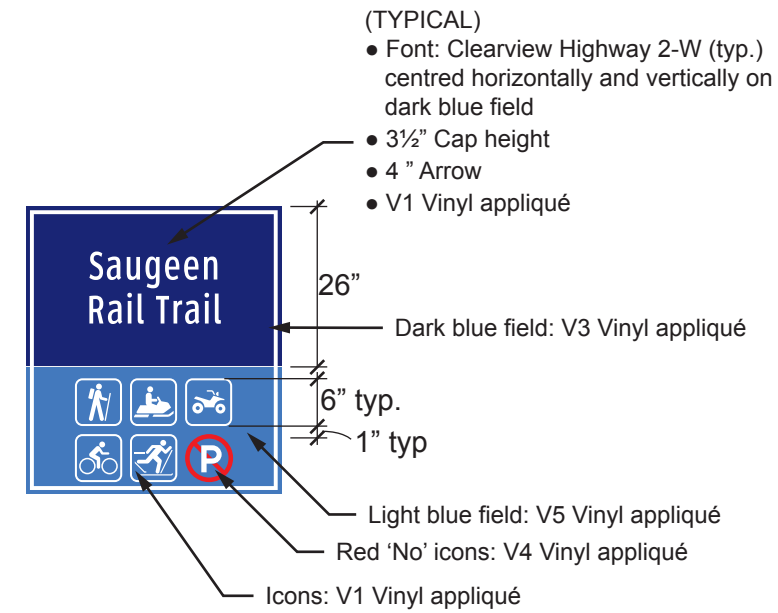 (TYPICAL)
● Font: Clearview Highway 2-W (typ.)
centred horizontally and vertically on
dark blue field
● 3½” Cap height
● 4 ” Arrow
● V1 Vinyl appliqué
Saugeen
Rail Trail
26”
Dark blue field: V3 Vinyl appliqué
6” typ.
1” typ
P
Light blue field: V5 Vinyl appliqué
Red ‘No’ icons: V4 Vinyl appliqué
Icons: V1 Vinyl appliqué